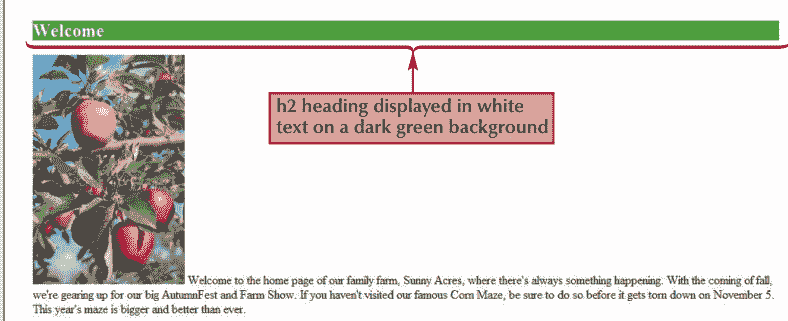 Welcome
h2 heading displayed in white
text on a dark green background
Welcome to the home page of our family farm, Sunny Acres, where there's always something happening. With the coming of fall,
we're gearing up for our big AutumnFest and Farm Show. If you haven't visited our famous Corn Maze, be sure to do so before it gets torn down on November 5.
This year's maze is bigger and better than ever.